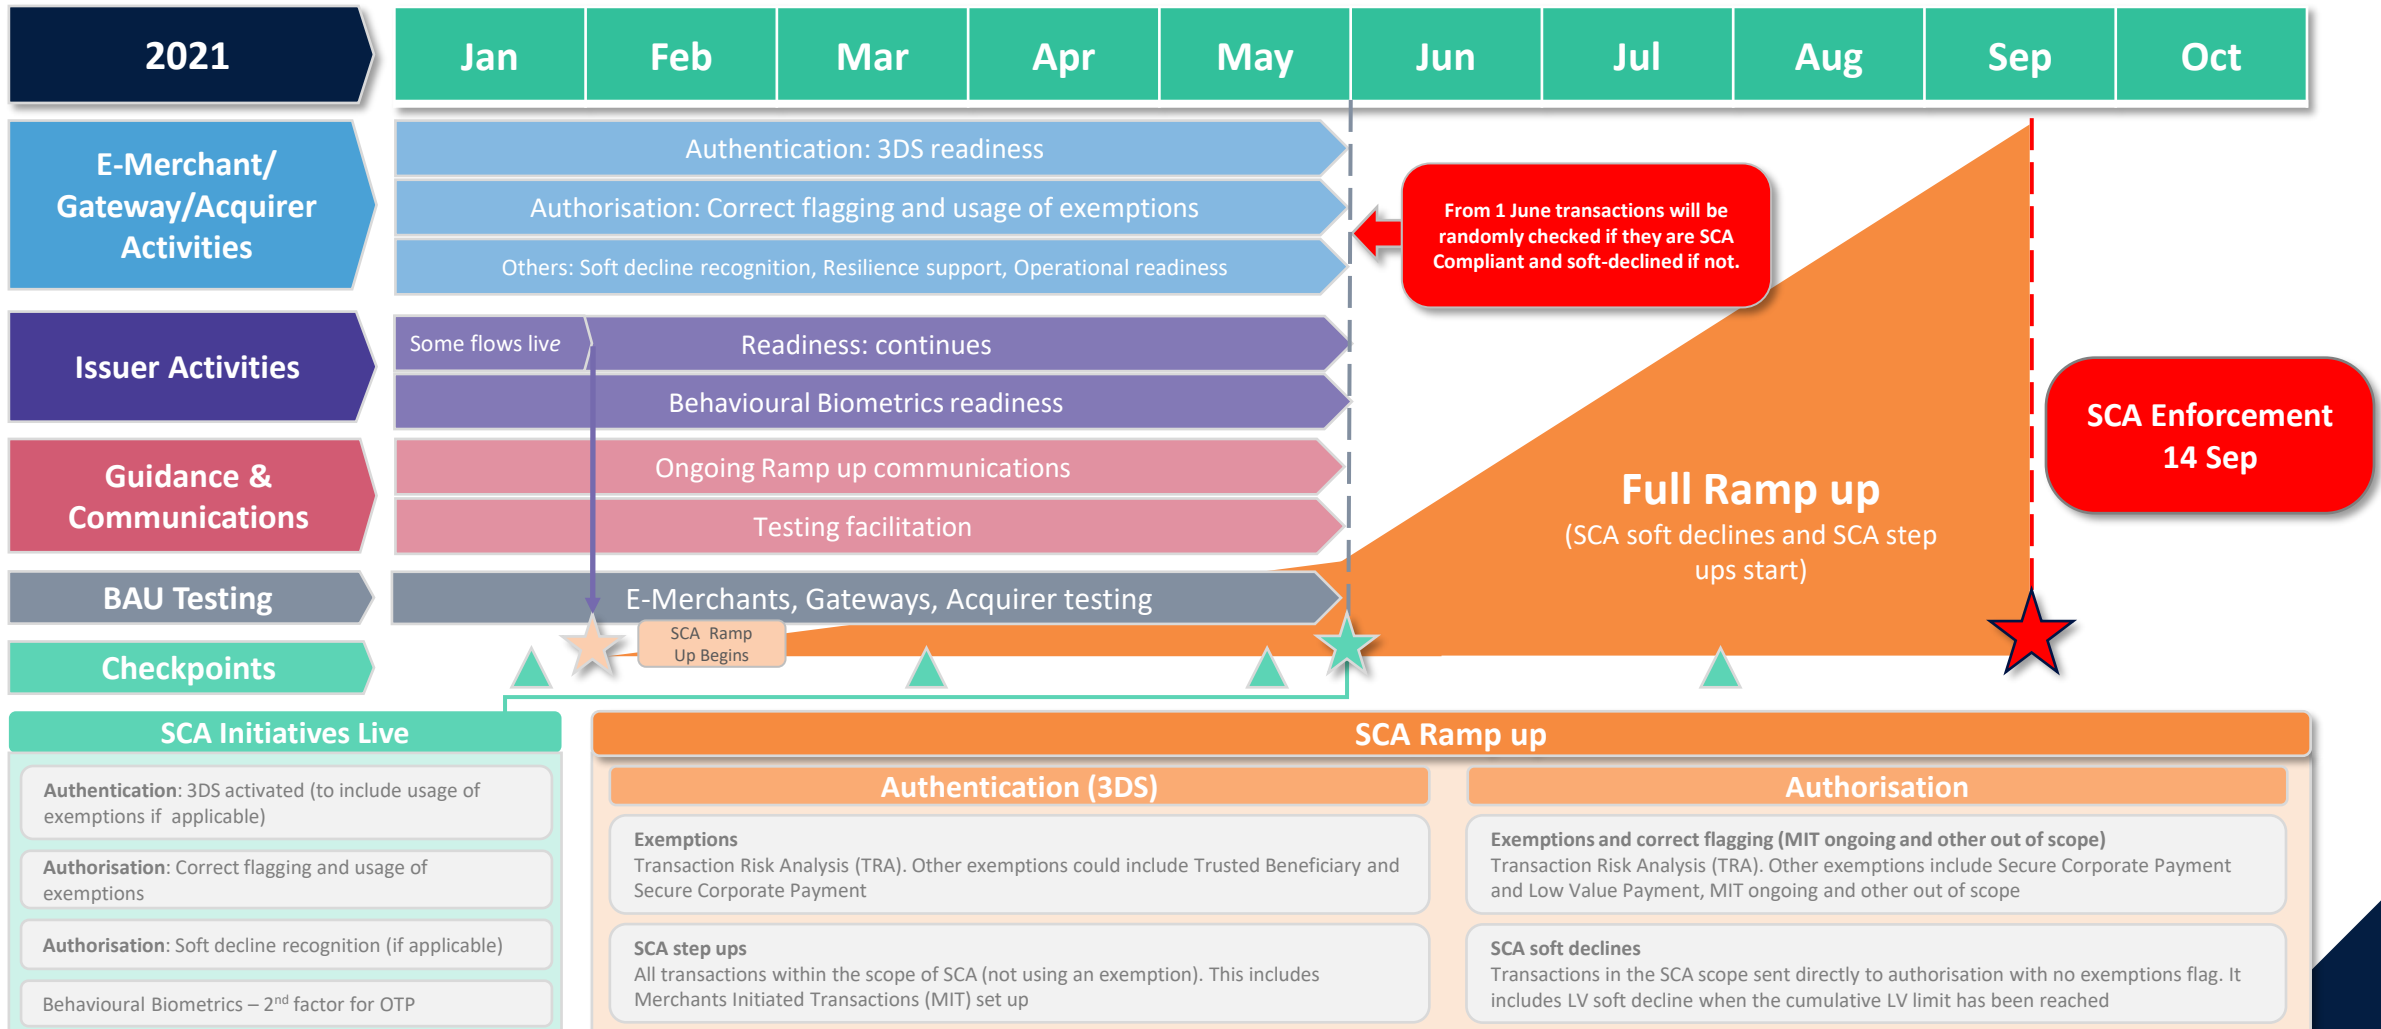 2021
Jan
Feb
Mar
Apr
May
Jun
Jul
Aug
Sep
Oct
E-Merchant/
Gateway/Acquirer
Activities
Authentication: 3DS readiness
Authorisation: Correct flagging and usage of exemptions
Others: Soft decline recognition, Resilience support, Operational readiness
From 1 June transactions will be
randomly checked if they are SCA
Compliant and soft-declined if not.
Issuer Activities
Some flows live
Readiness: continues
Behavioural Biometrics readiness
SCA Enforcement
14 Sep
Guidance &
Communications
Ongoing Ramp up communications
Testing facilitation
Full Ramp up
(SCA soft declines and SCA step
ups start)
BAU Testing
E-Merchants, Gateways, Acquirer testing
Checkpoints
SCA Ramp
Up Begins
SCA Initiatives Live
Authentication: 3DS activated (to include usage of
exemptions if applicable)
Authorisation: Correct flagging and usage of
exemptions
Authorisation: Soft decline recognition (if applicable)
Behavioural Biometrics – 2nd factor for OTP
SCA Ramp up
Authentication (3DS)
Exemptions
Transaction Risk Analysis (TRA). Other exemptions could include Trusted Beneficiary and
Secure Corporate Payment
SCA step ups
All transactions within the scope of SCA (not using an exemption). This includes
Merchants Initiated Transactions (MIT) set up
Authorisation
Exemptions and correct flagging (MIT ongoing and other out of scope)
Transaction Risk Analysis (TRA). Other exemptions include Secure Corporate Payment
and Low Value Payment, MIT ongoing and other out of scope
SCA soft declines
Transactions in the SCA scope sent directly to authorisation with no exemptions flag. It
includes LV soft decline when the cumulative LV limit has been reached